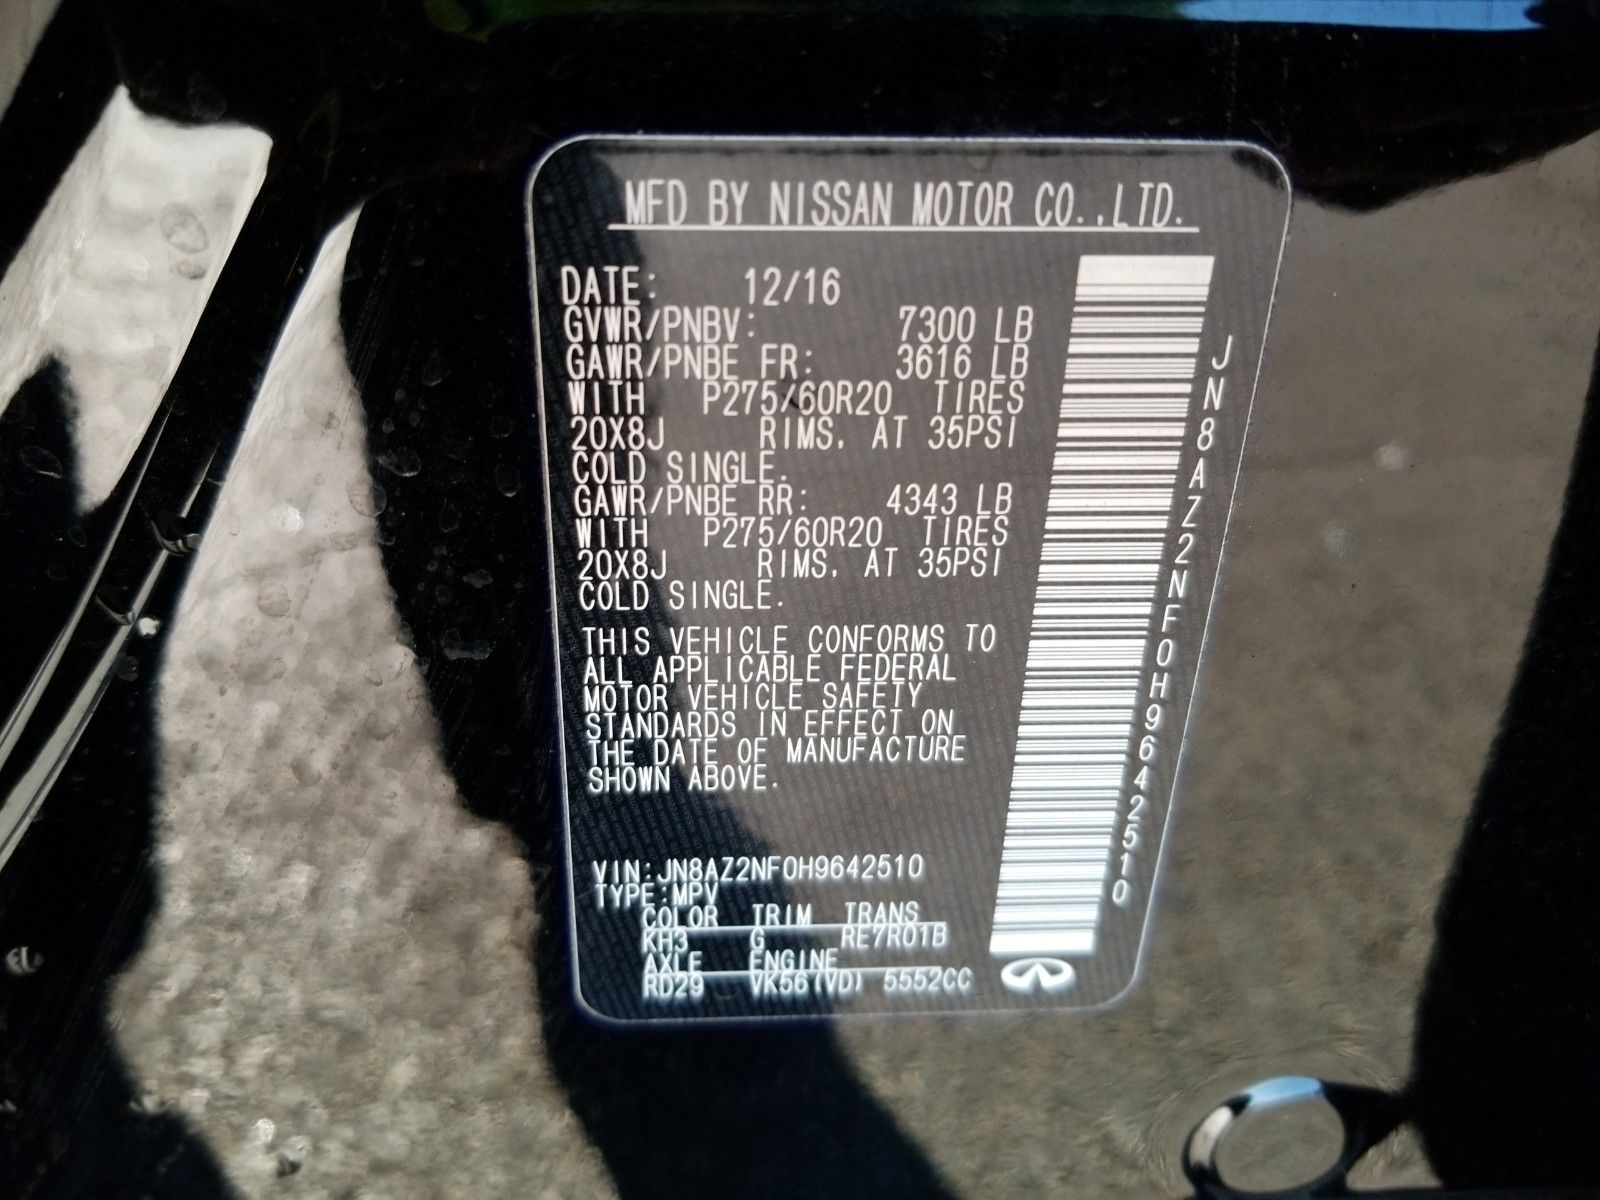 MFD BY NISSAN MOTOR CO.,LTD.
DATE: 12/16
GVWR/PNBV: 7300 LB
GAWR/PNBE FR: 3616 LB
WITH P275/60R20 TIRES
20X8J RIMS, AT 35PSI
COLD SINGLE.
GAWR/PNBE RR: 4343 LB
WITH P275/60R20 TIRES
20X8J RIMS, AT 35PSI
COLD SINGLE.
THIS VEHICLE CONFORMS TO
ALL APPLICABLE FEDERAL
MOTOR VEHICLE SAFETY
STANDARDS IN EFFECT ON
THE DATE OF MANUFACTURE
SHOWN ABOVE.
VIN:JN8AZ2NF0H9642510
TYPE:MPV
COLOR TRIM TRANS
KH3 G RE7R01B
AXLE ENGINE
RD29 VK56(VD) 5552CC
JN8AZ2NF0H9642510